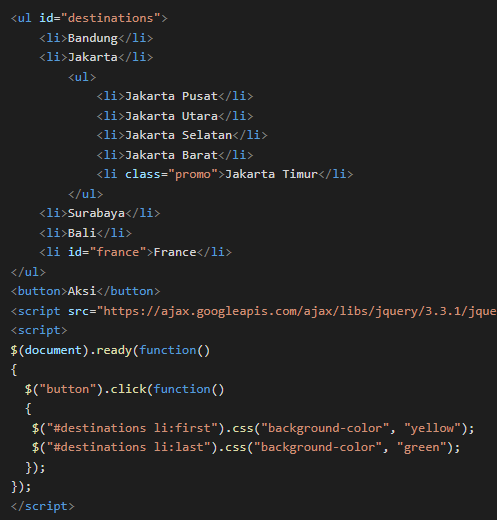 <ul id="destinations">
    <li>Bandung</li>
    <li>Jakarta</li>
        <ul>
            <li>Jakarta Pusat</li>
            <li>Jakarta Utara</li>
            <li>Jakarta Selatan</li>
            <li>Jakarta Barat</li>
            <li class="promo">Jakarta Timur</li>
        </ul>
    <li>Surabaya</li>
    <li>Bali</li>
    <li id="france">France</li>
</ul>
<button>Aksi</button>
<script src="https://ajax.googleapis.com/ajax/libs/jquery/3.3.1/jque
<script>
$(document).ready(function()
{
  $("button").click(function()
  {
   $("#destinations li:first").css("background-color", "yellow");
   $("#destinations li:last").css("background-color", "green");
  });
});
</script>